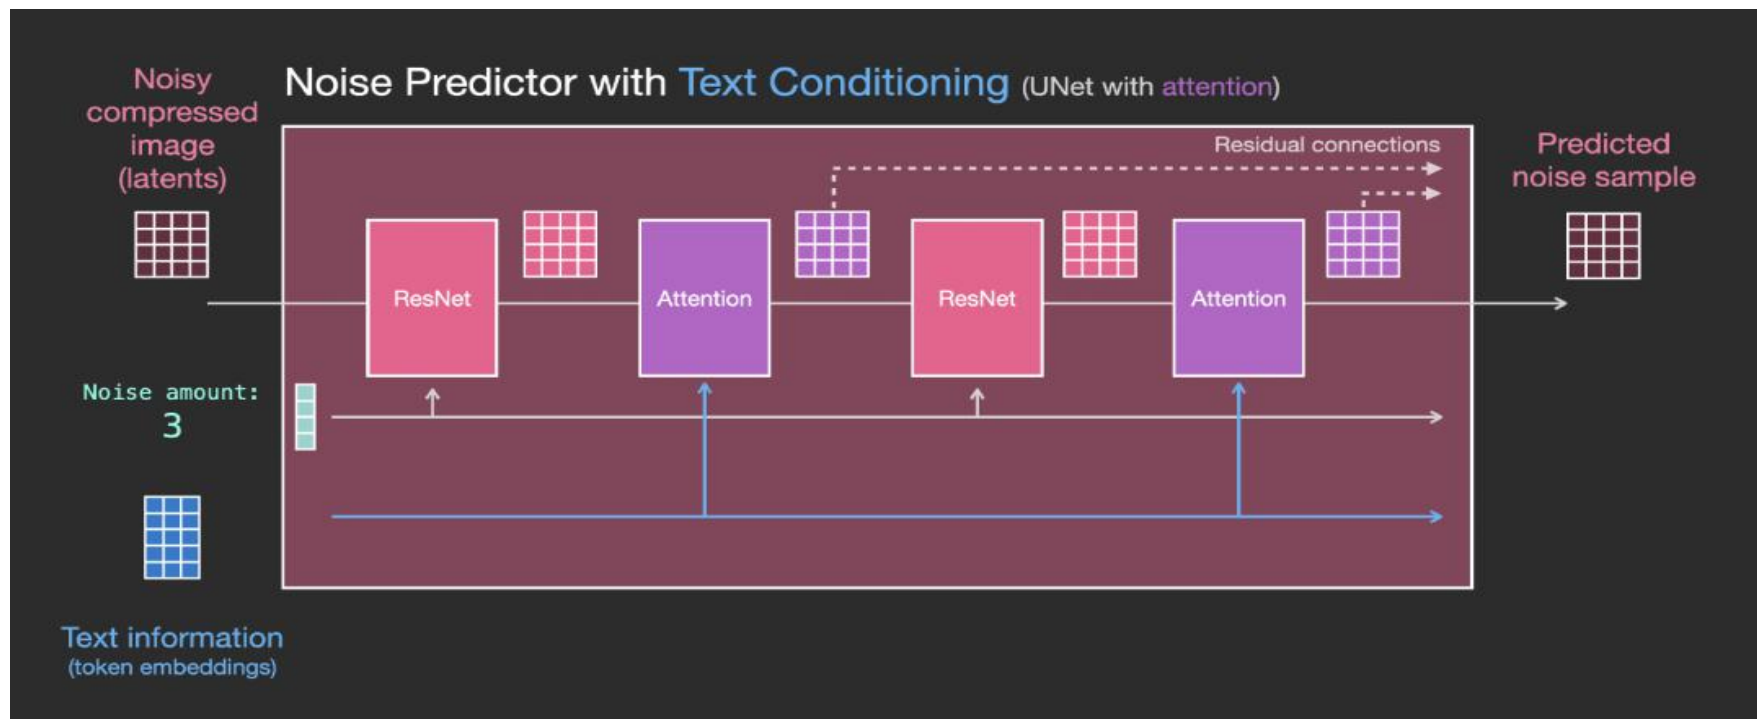 Noise Predictor with Text Conditioning (UNet with attention)
Noisy
compressed
image
(latents)
Residual connections
Predicted
noise sample
ResNet
Attention
ResNet
Attention
Noise amount:
3
Text information
(token embeddings)